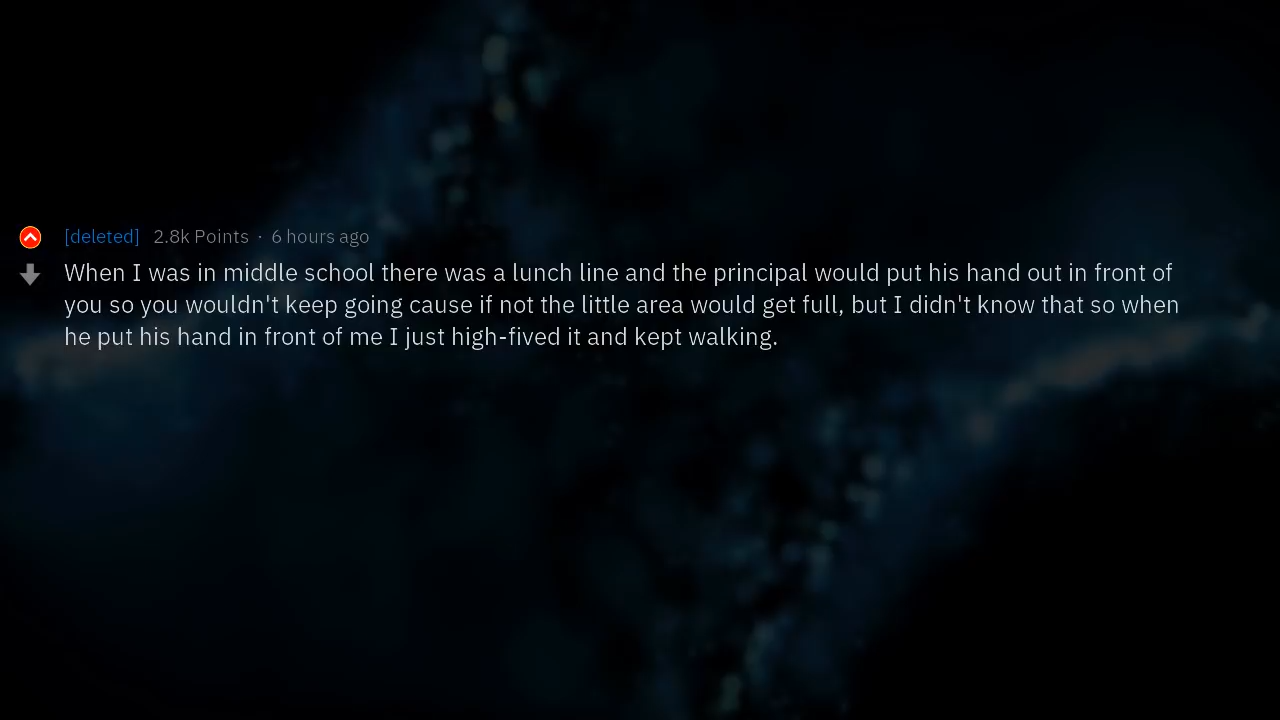 [deleted] 2.8k Points · 6 hours ago
When I was in middle school there was a lunch line and the principal would put his hand out in front of
you so you wouldn't keep going cause if not the little area would get full, but I didn't know that so when
he put his hand in front of me I just high-fived it and kept walking.